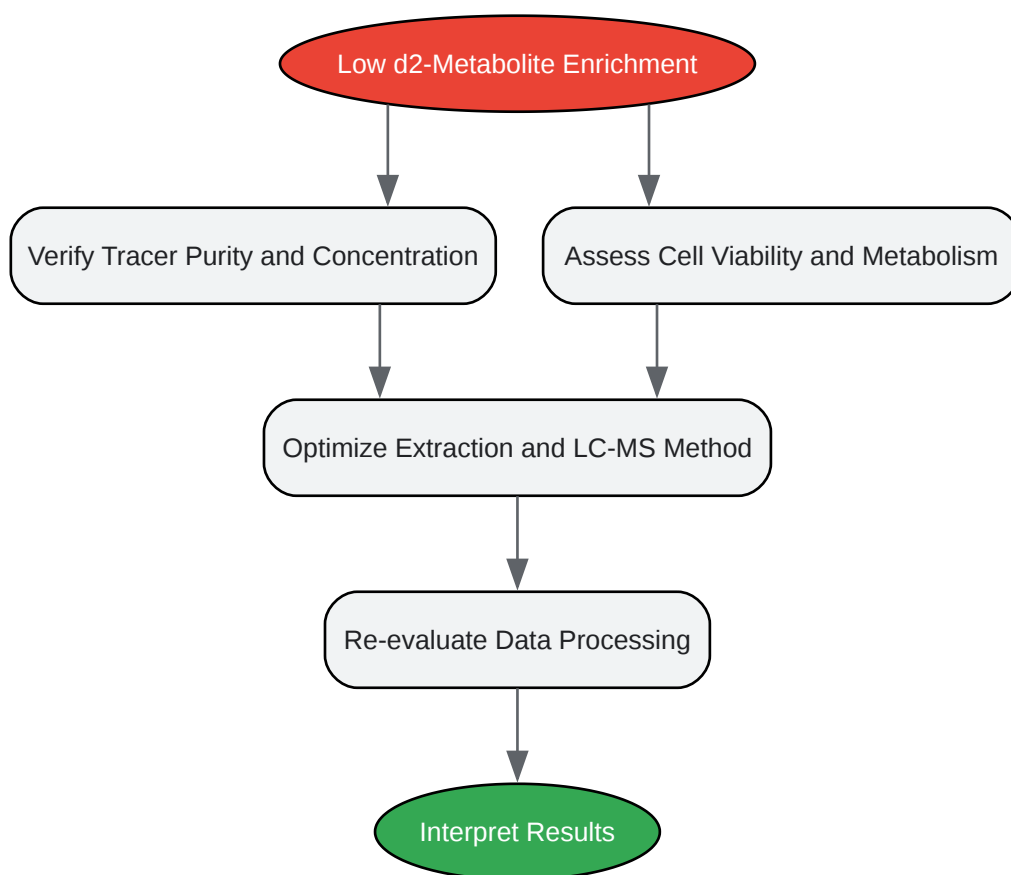 Low d2-Metabolite Enrichment
Verify Tracer Purity and Concentration
Assess Cell Viability and Metabolism
Optimize Extraction and LC-MS Method
Re-evaluate Data Processing
Interpret Results